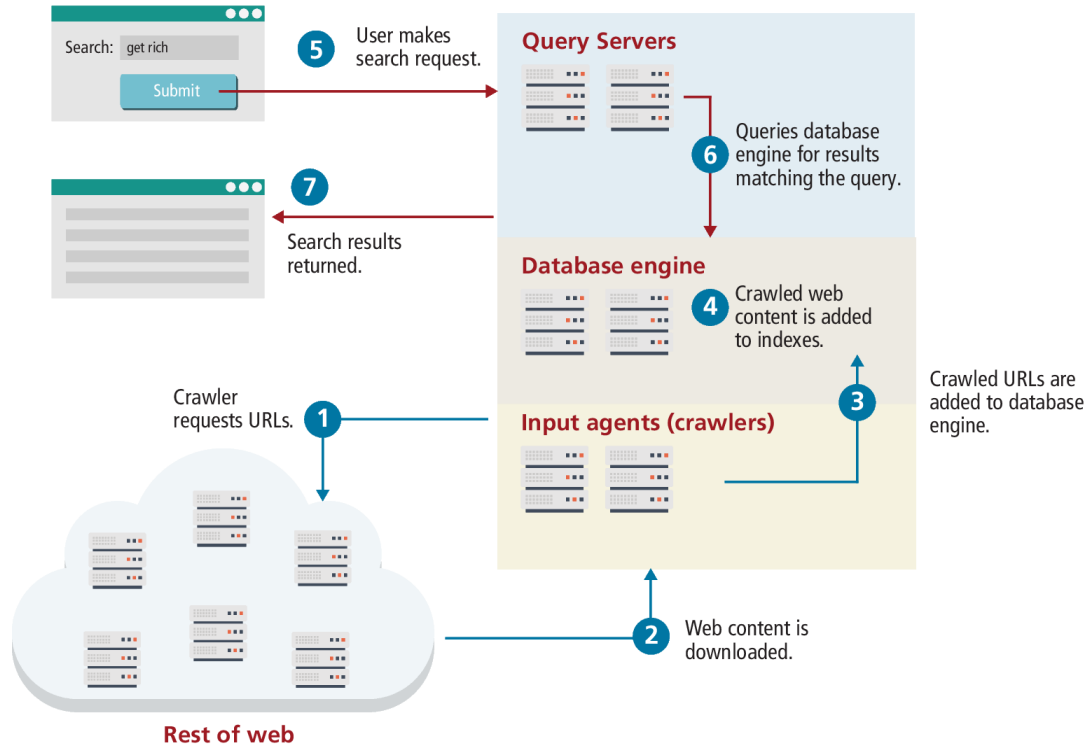 Search:
get rich
Submit
5
User makes
search request.
Query Servers
6
Queries database
engine for results
matching the query.
7
Search results
returned.
Database engine
4
Crawled web
content is added
to indexes.
3
Crawled URLs are
added to database
engine.
Crawler
requests URLs.
1
Input agents (crawlers)
2
Web content is
downloaded.
Rest of web